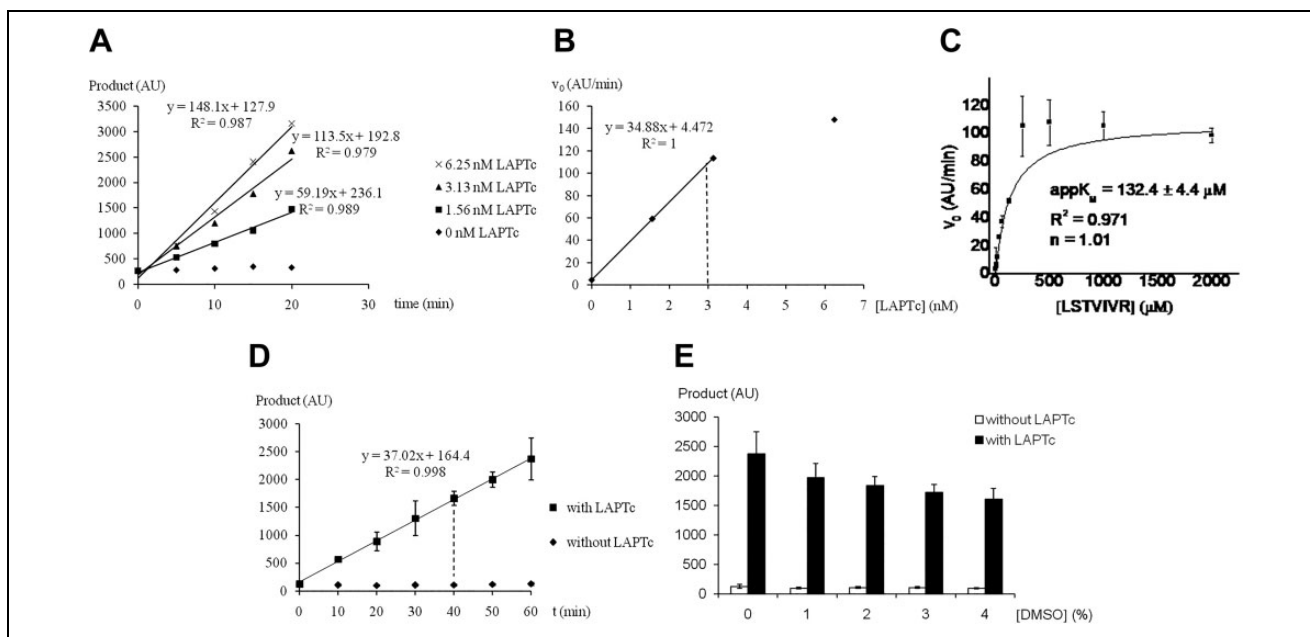 A
Product (AU)
3500
3000
2500
2000
1500
1000
500
0
0
10
20
30
time (min)
y = 148.1x + 127.9
R² = 0.987
y = 113.5x + 192.8
R² = 0.979
y = 59.19x + 236.1
R² = 0.989
6.25 nM LAPTc
3.13 nM LAPTc
1.56 nM LAPTc
0 nM LAPTc
B
v₀ (AU/min)
160
140
120
100
80
60
40
20
0
0 1 2 3 4 5 6 7
[LAPTc] (nM)
y = 34.88x + 4.472
R² = 1
C
v₀ (AU/min)
120
100
80
60
40
20
0
0 500 1000 1500 2000
[LSTVIVR] (µM)
appK_M = 132.4 ± 4.4 µM
R² = 0.971
n = 1.01
D
Product (AU)
3000
2500
2000
1500
1000
500
0
0 10 20 30 40 50 60
t (min)
y = 37.02x + 164.4
R² = 0.998
with LAPTc
without LAPTc
E
Product (AU)
3000
2500
2000
1500
1000
500
0
0 1 2 3 4
[DMSO] (%)
without LAPTc
with LAPTc